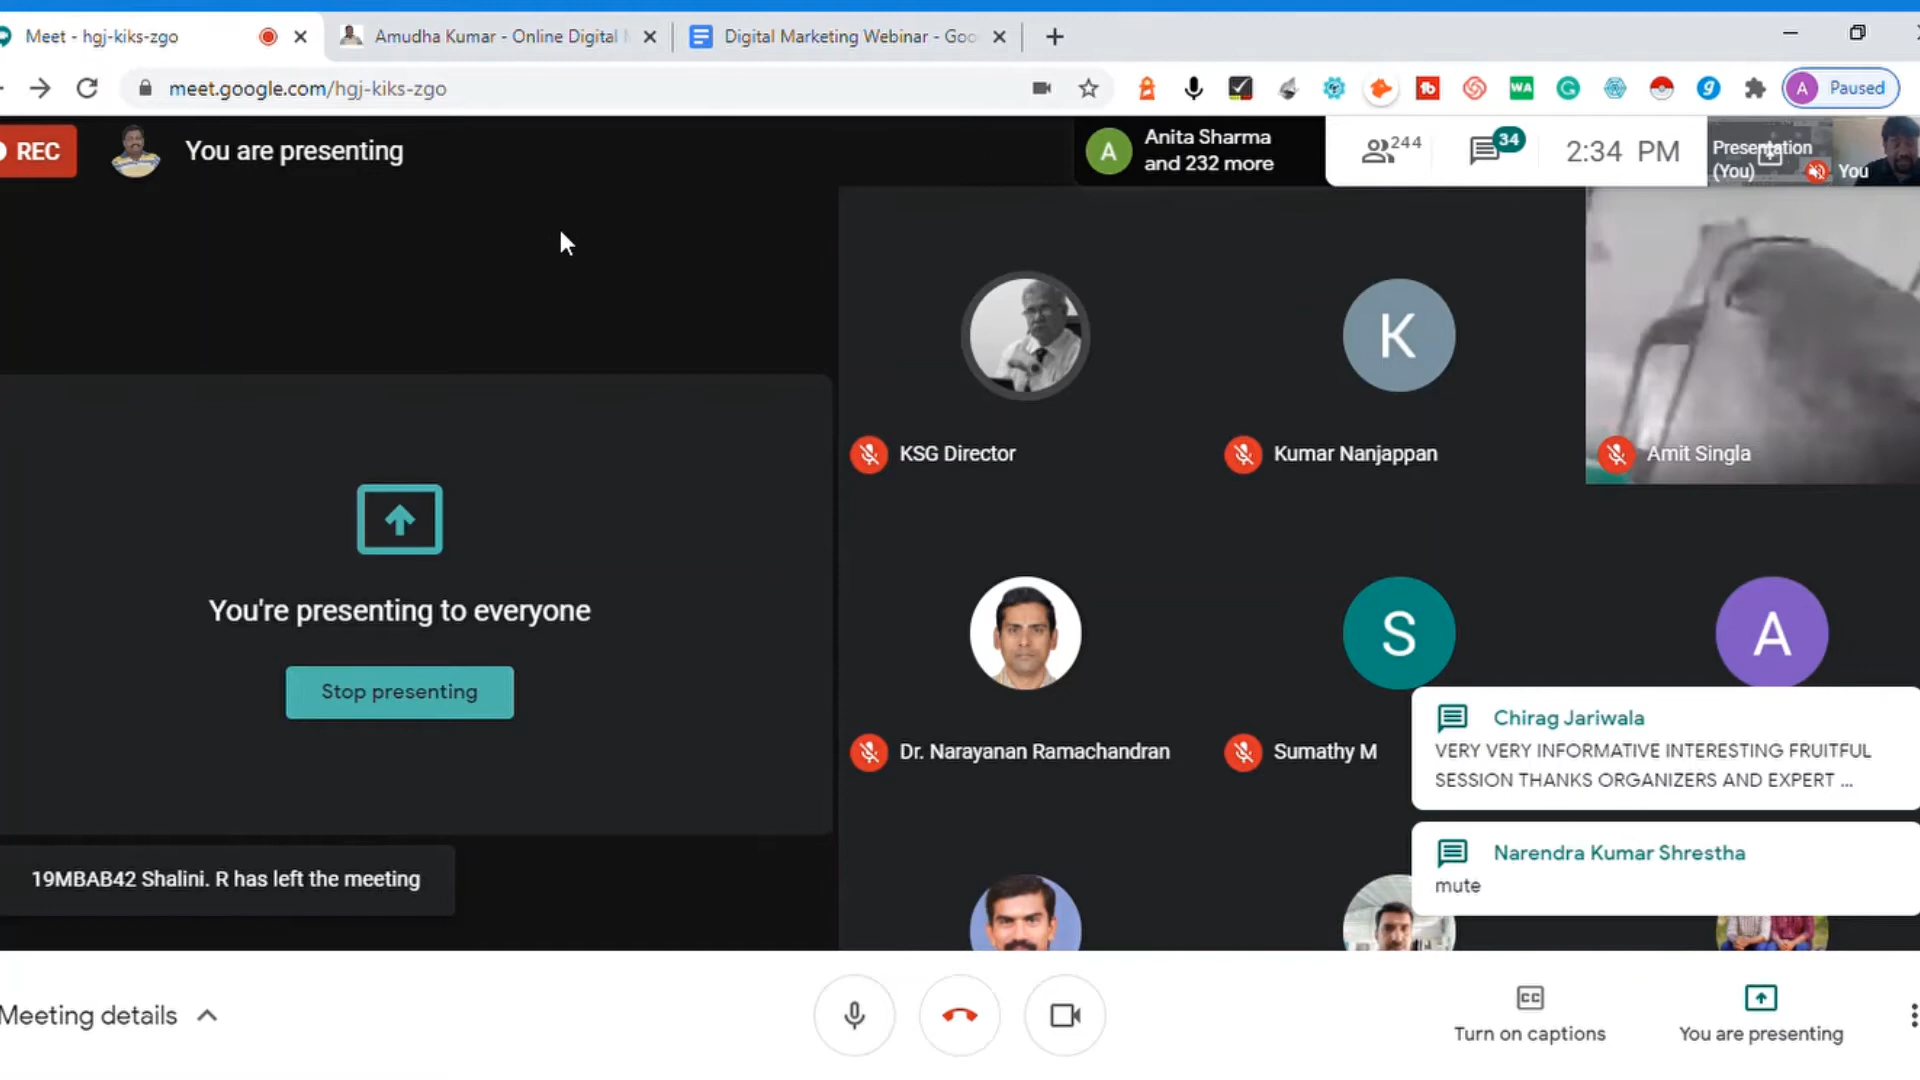 Meet - hgj-kiks-zgo
Amudha Kumar - Online Digital
Digital Marketing Webinar - Goo
meet.google.com/hgj-kiks-zgo
WA
A
Paused
REC
You are presenting
A
Anita Sharma
and 232 more
244
34
2:34 PM
Presentation
(You)
You
K
KSG Director
Kumar Nanjappan
Amit Singla
You're presenting to everyone
Stop presenting
S
A
Dr. Narayanan Ramachandran
Sumathy M
Chirag Jariwala
VERY VERY INFORMATIVE INTERESTING FRUITFUL
SESSION THANKS ORGANIZERS AND EXPERT ...
Narendra Kumar Shrestha
mute
19MBAB42 Shalini. R has left the meeting
Meeting details
CC
Turn on captions
You are presenting